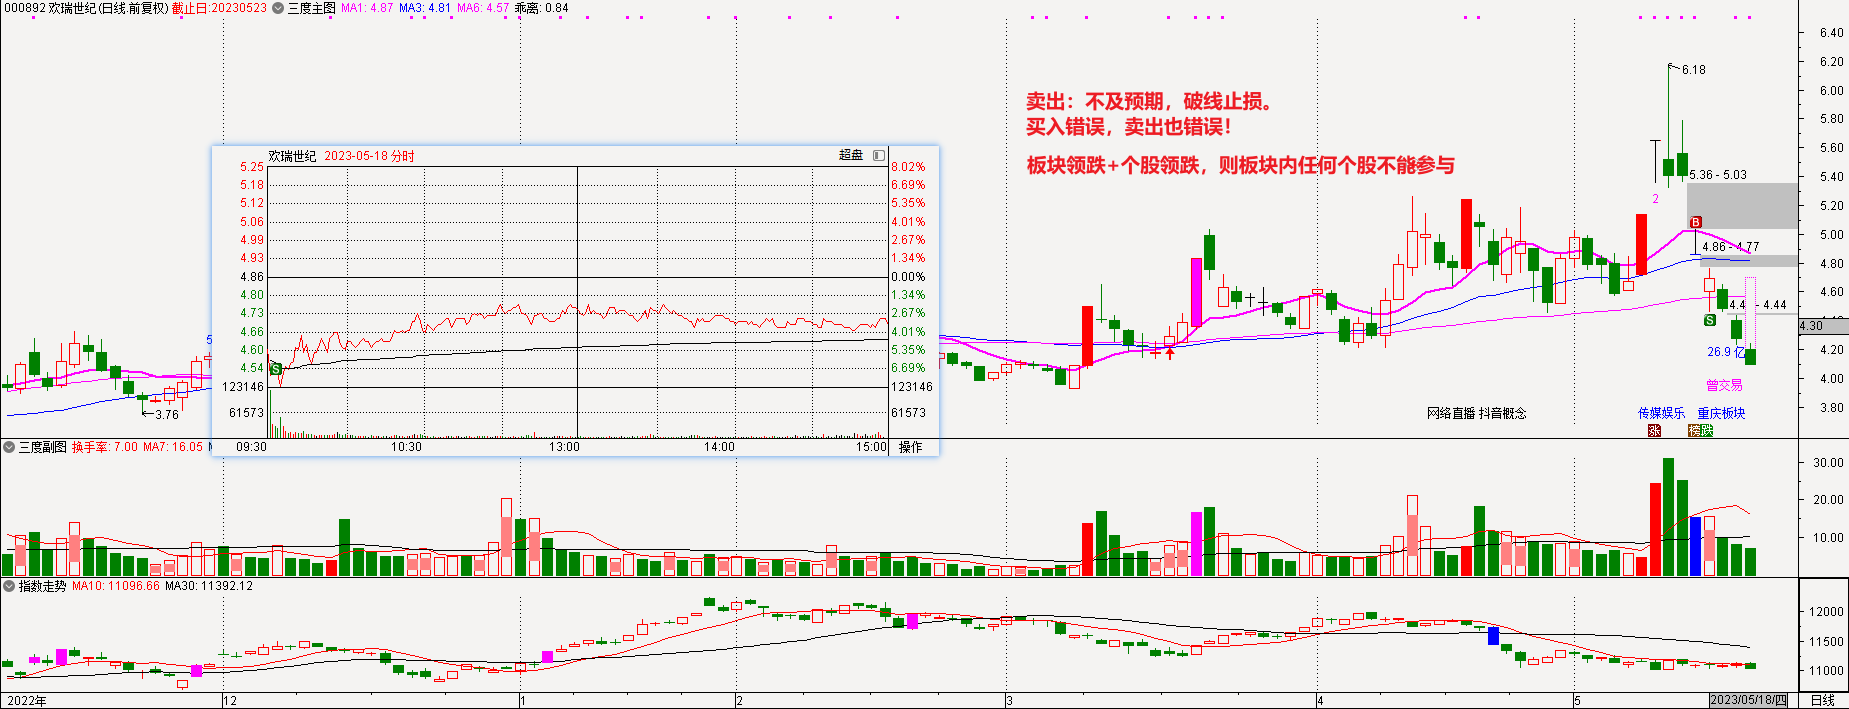 000892 欢瑞世纪(日线.前复权) 截止日:20230523 三度主图 MA1: 4.87 MA3: 4.81 MA6: 4.57 乖离: 0.84
6.40
6.20
6.00
5.80
5.60
5.40
5.20
5.00
4.80
4.60
4.30
4.20
4.00
3.80
6.18
卖出：不及预期，破线止损。
买入错误，卖出也错误！
板块领跌+个股领跌，则板块内任何个股不能参与
5.36 - 5.03
2
B
4.86 - 4.77
4.4 - 4.44
S
26.9 亿
曾交易
网络直播 抖音概念
传媒娱乐 重庆板块
涨 榜 跌
5
3.76
欢瑞世纪 2023-05-18 分时 超盘
5.25 8.02%
5.18 6.69%
5.12 5.35%
5.06 4.01%
4.99 2.67%
4.93 1.34%
4.86 0.00%
4.80 1.34%
4.73 2.67%
4.66 4.01%
4.60 5.35%
4.54 6.69%
S
123146 123146
61573 61573
09:30 10:30 13:00 14:00 15:00 操作
三度副图 换手率: 7.00 MA7: 16.05
30.00
20.00
10.00
指数走势 MA10: 11096.66 MA30: 11392.12
12000
11500
11000
2022年 12 1 2 3 4 5 2023/05/18/四 日线